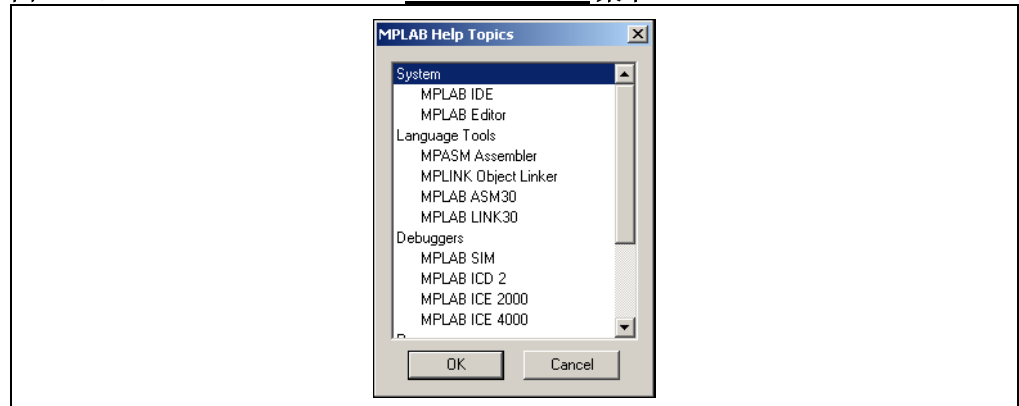 MPLAB Help Topics
System
MPLAB IDE
MPLAB Editor
Language Tools
MPASM Assembler
MPLINK Object Linker
MPLAB ASM30
MPLAB LINK30
Debuggers
MPLAB SIM
MPLAB ICD 2
MPLAB ICE 2000
MPLAB ICE 4000
OK
Cancel